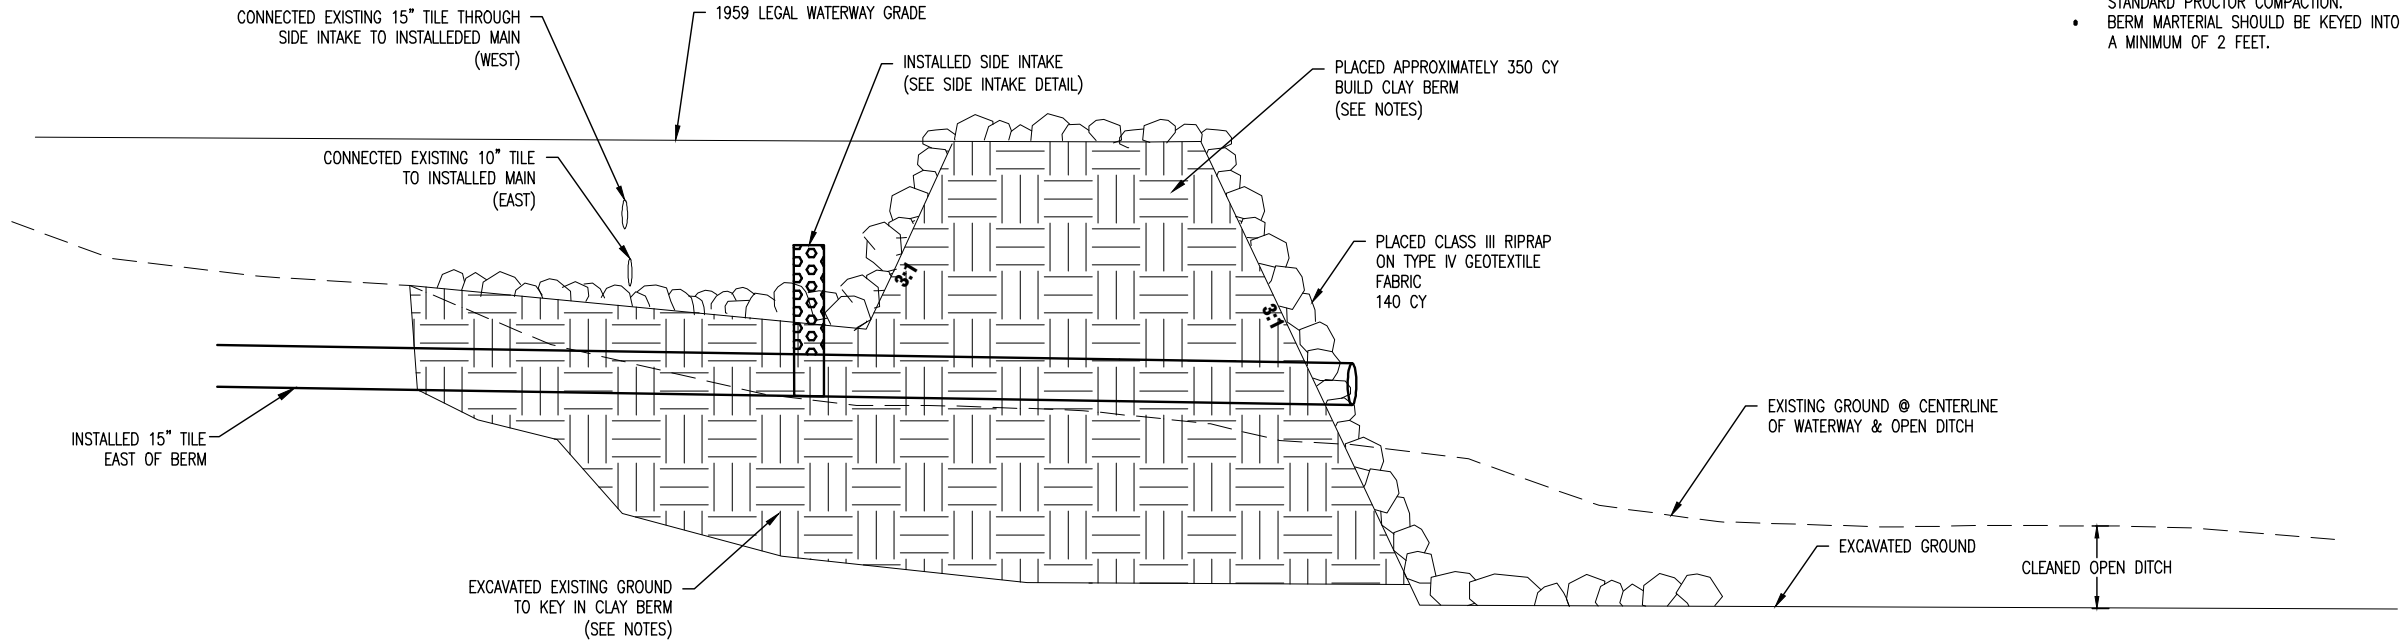 CONNECTED EXISTING 15" TILE THROUGH
SIDE INTAKE TO INSTALLEDED MAIN
(WEST)
1959 LEGAL WATERWAY GRADE
INSTALLED SIDE INTAKE
(SEE SIDE INTAKE DETAIL)
PLACED APPROXIMATELY 350 CY
BUILD CLAY BERM
(SEE NOTES)
STANDARD PROCTOR COMPACTION.
• BERM MARTERIAL SHOULD BE KEYED INTO
A MINIMUM OF 2 FEET.
CONNECTED EXISTING 10" TILE
TO INSTALLED MAIN
(EAST)
3:1
3:1
PLACED CLASS III RIPRAP
ON TYPE IV GEOTEXTILE
FABRIC
140 CY
INSTALLED 15" TILE
EAST OF BERM
EXISTING GROUND @ CENTERLINE
OF WATERWAY & OPEN DITCH
EXCAVATED GROUND
CLEANED OPEN DITCH
EXCAVATED EXISTING GROUND
TO KEY IN CLAY BERM
(SEE NOTES)